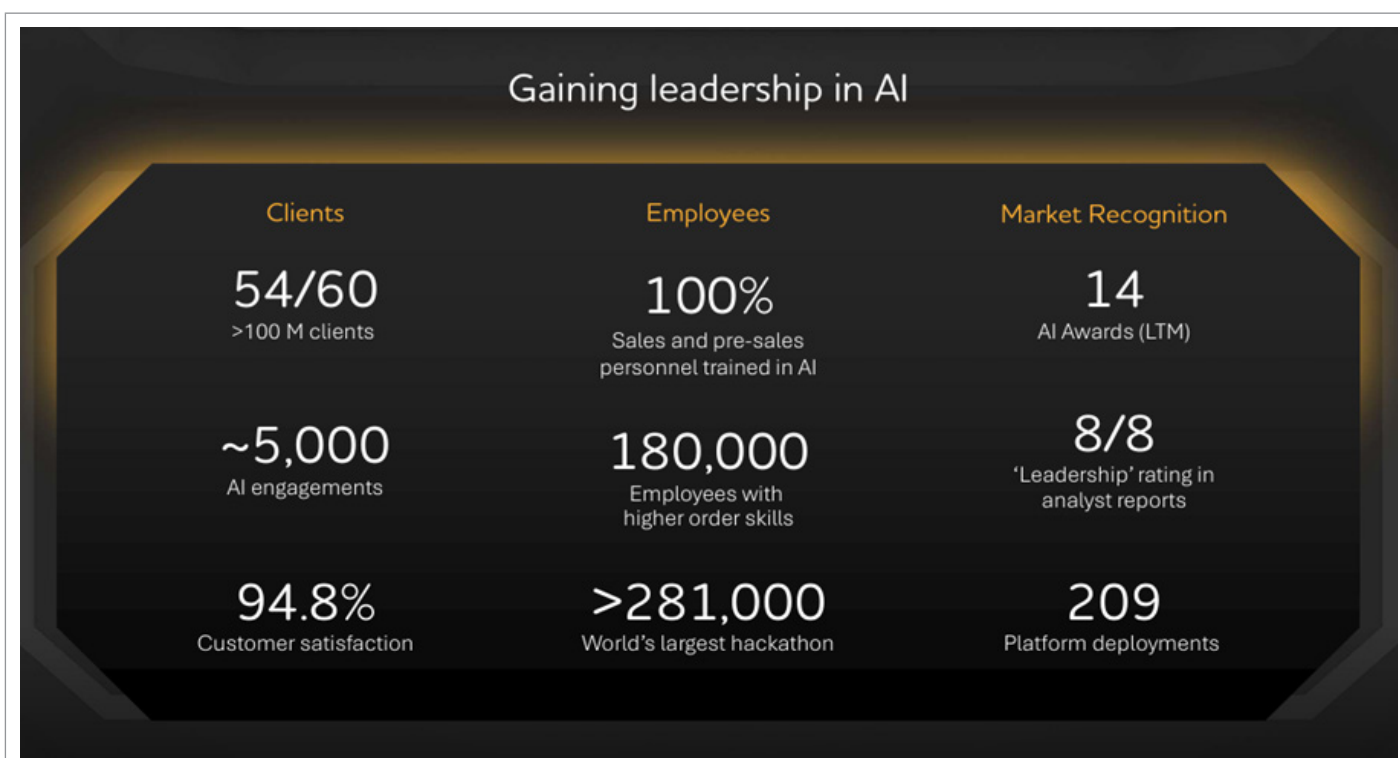 Gaining leadership in AI
Clients
54/60
>100 M clients
~5,000
AI engagements
94.8%
Customer satisfaction
Employees
100%
Sales and pre-sales
personnel trained in AI
180,000
Employees with
higher order skills
>281,000
World's largest hackathon
Market Recognition
14
AI Awards (LTM)
8/8
‘Leadership’ rating in
analyst reports
209
Platform deployments